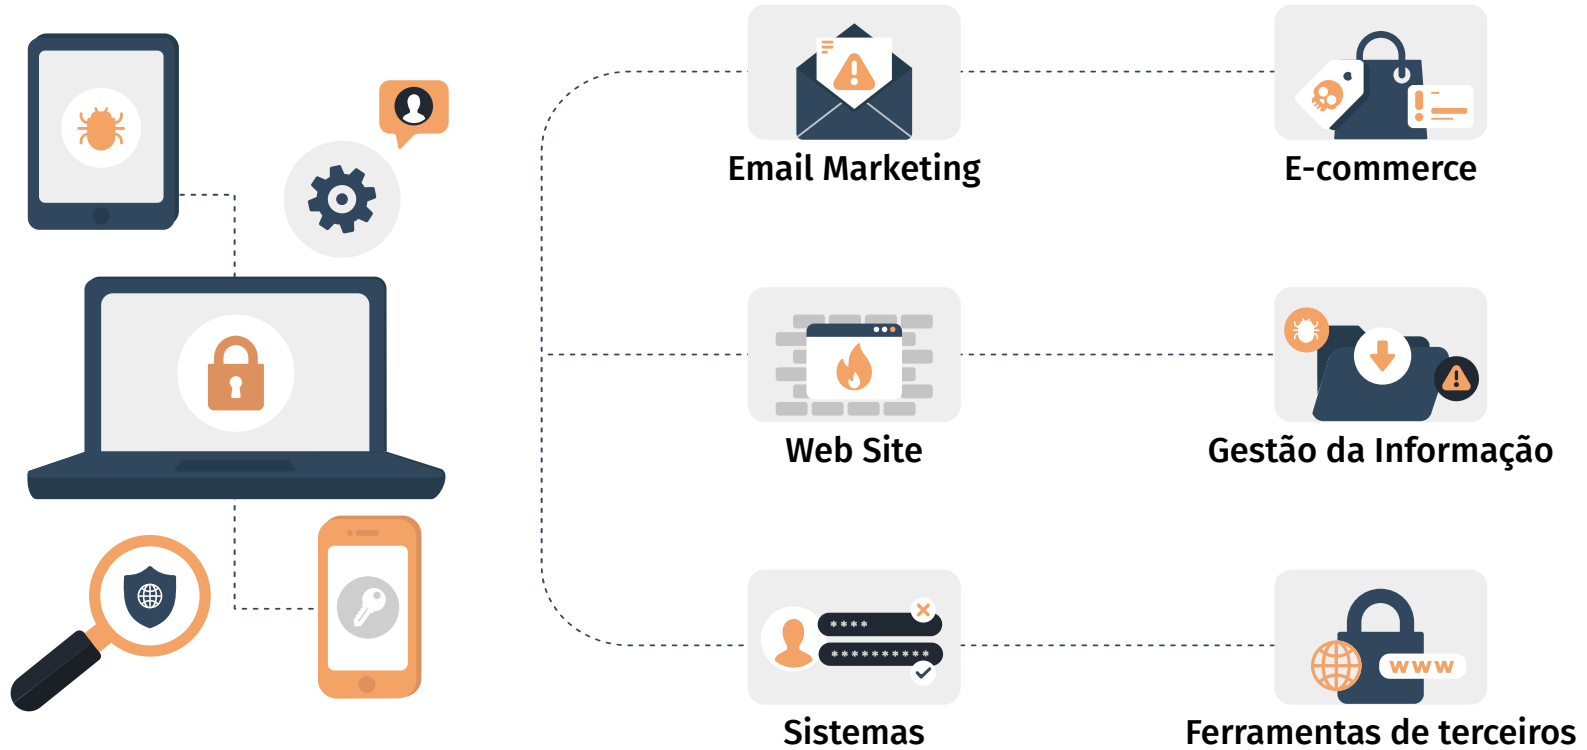 Email Marketing
E-commerce
Web Site
Gestão da Informação
****
**********
www
Sistemas
Ferramentas de terceiros